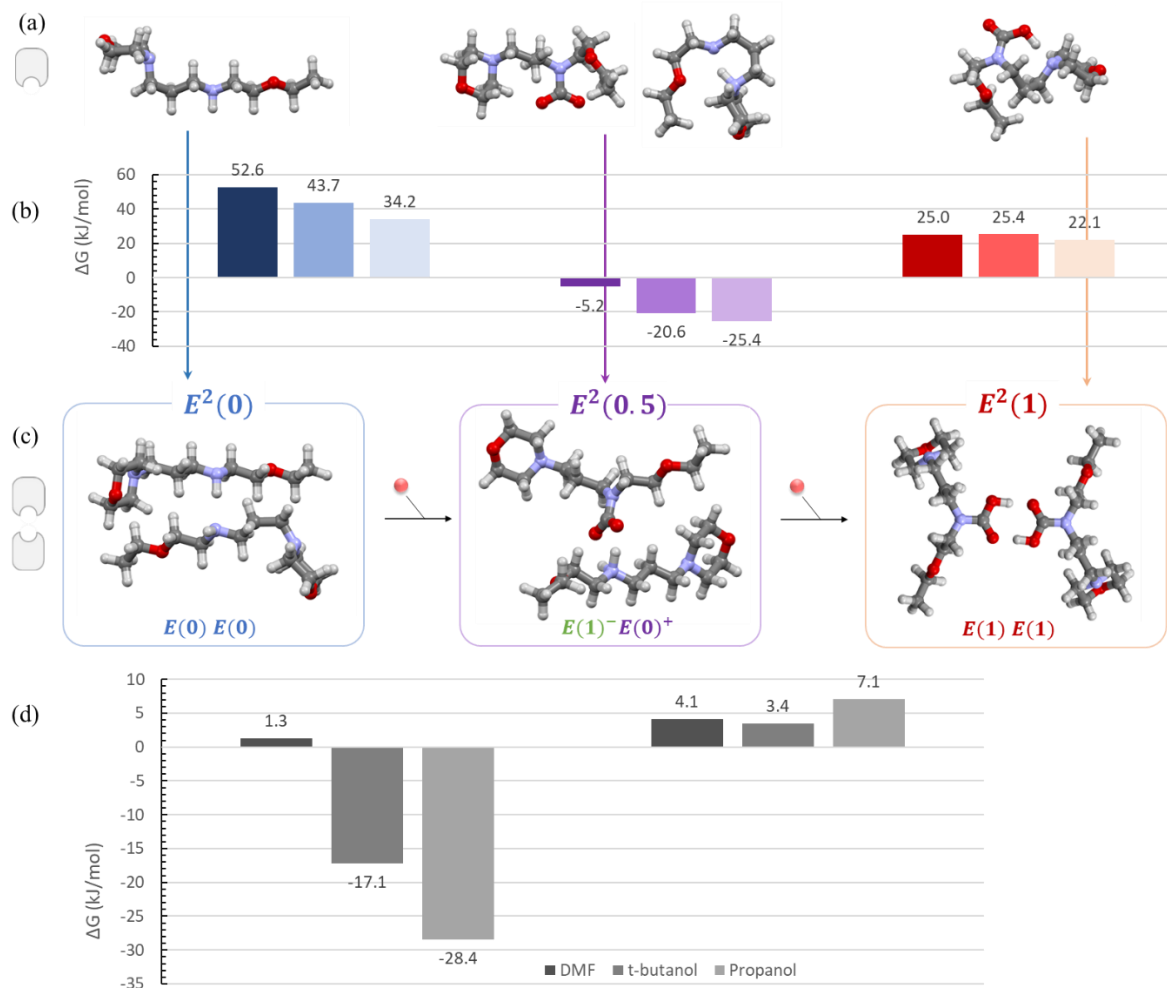 (a)
(b)
ΔG (kJ/mol)
60
40
20
0
-20
-40
52.6
43.7
34.2
-5.2
-20.6
-25.4
25.0
25.4
22.1
(c)
E²(0)
E²(0.5)
E²(1)
E(0) E(0)
E(1)⁻E(0)⁺
E(1) E(1)
(d)
ΔG (kJ/mol)
10
5
0
-5
-10
-15
-20
-25
-30
-35
1.3
-17.1
-28.4
4.1
3.4
7.1
DMF t-butanol Propanol